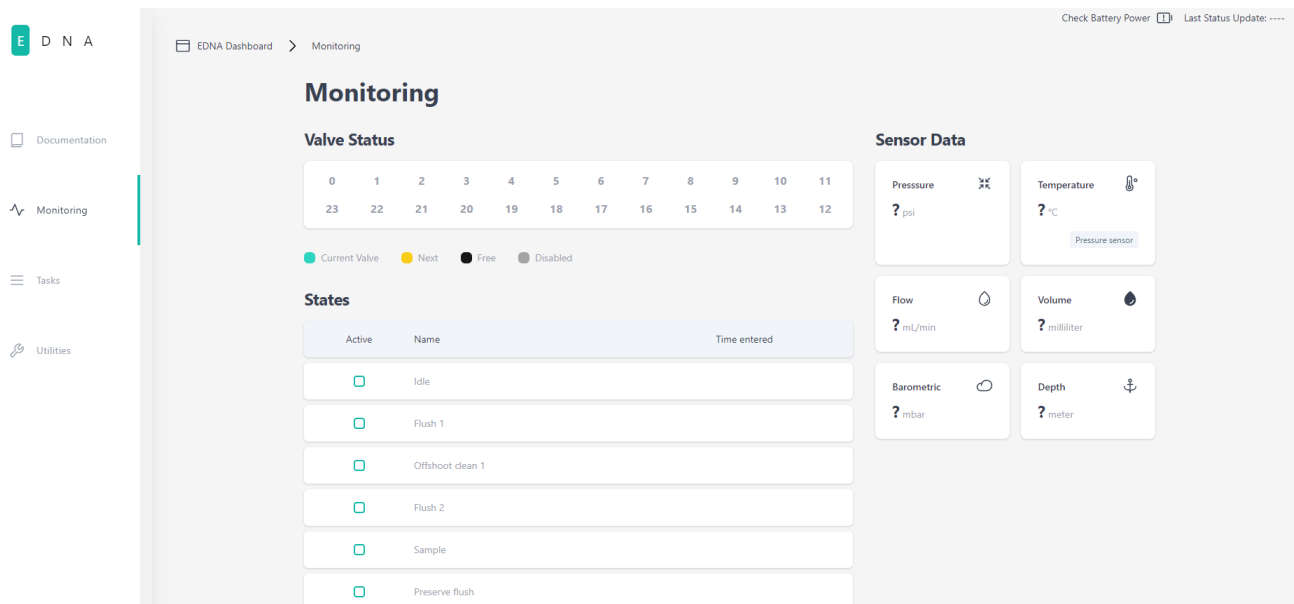 Check Battery Power Last Status Update: ----
E D N A
EDNA Dashboard > Monitoring
Documentation
Monitoring
Tasks
Utilities
Monitoring
Valve Status
0 1 2 3 4 5 6 7 8 9 10 11
23 22 21 20 19 18 17 16 15 14 13 12
Current Valve Next Free Disabled
States
Active Name Time entered
Idle
Flush 1
Offshoot clean 1
Flush 2
Sample
Preserve flush
Sensor Data
Presssure
? psi
Temperature
? °C
Pressure sensor
Flow
? mL/min
Volume
? milliliter
Barometric
? mbar
Depth
? meter